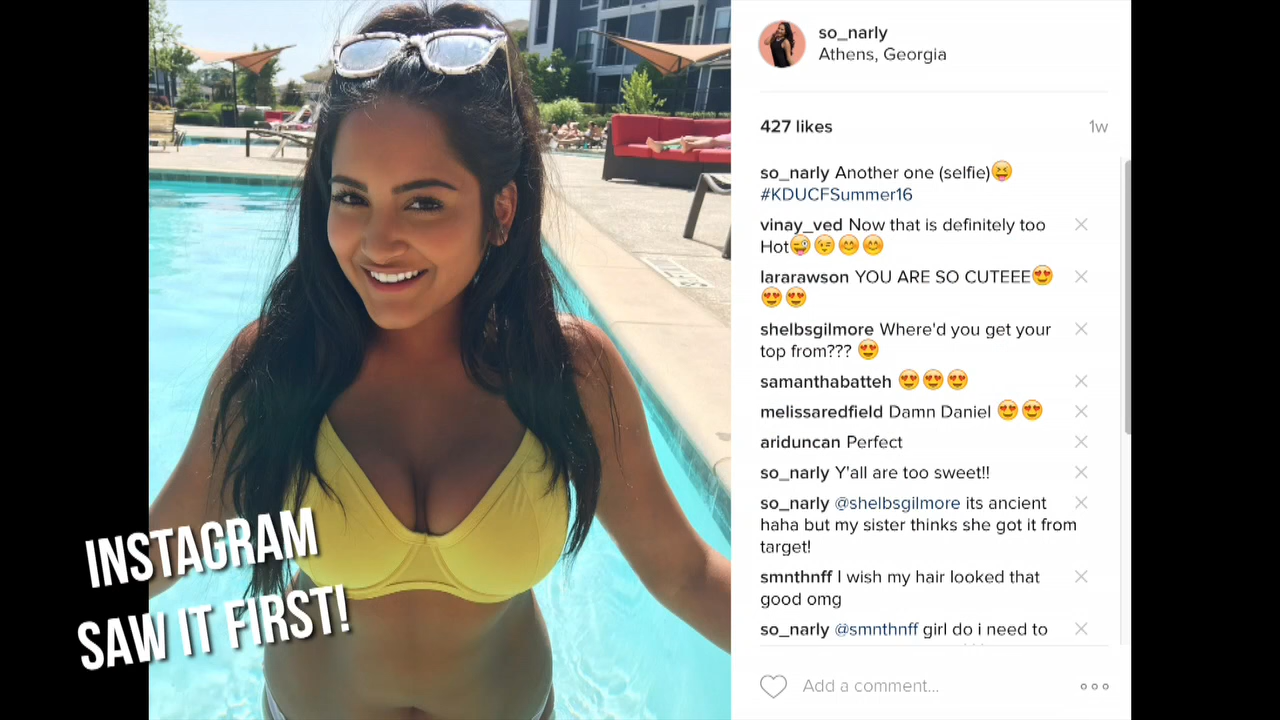 so_narly
Athens, Georgia
427 likes
1w
so_narly Another one (selfie)😝
#KDUCFSummer16
vinay_ved Now that is definitely too
Hot😜😉😊😊
lararawson YOU ARE SO CUTEEE😍
😍😍
shelbsgilmore Where'd you get your
top from??? 😍
samanthabatteh 😍😍😍
melissaredfield Damn Daniel 😍😍
ariduncan Perfect
so_narly Y'all are too sweet!!
so_narly @shelbsgilmore its ancient
haha but my sister thinks she got it from
target!
smnthnff I wish my hair looked that
good omg
so_narly @smnthnff girl do i need to
Add a comment...
INSTAGRAM
SAW IT FIRST!